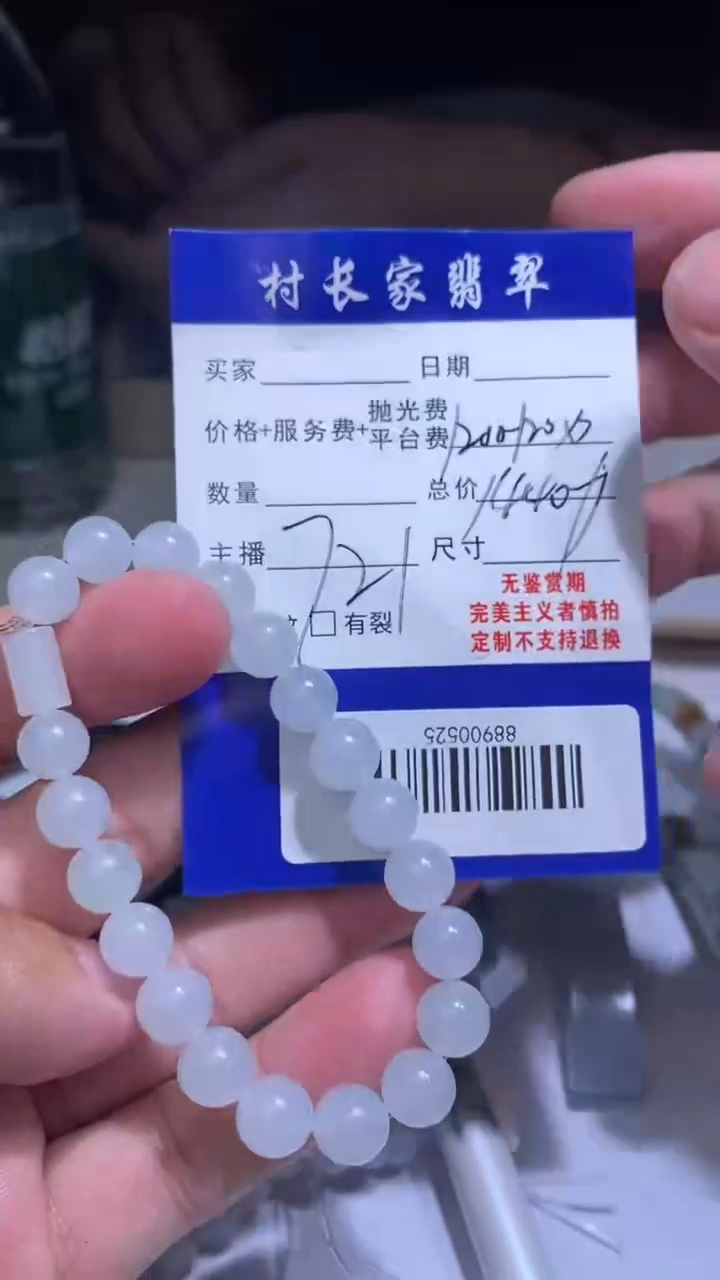 村长家翡翠
买家 日期
价格+服务费+抛光费平台费
数量 总价
主播 721 尺寸
□有裂
无鉴赏期
完美主义者慎拍
定制不支持退换
88900525